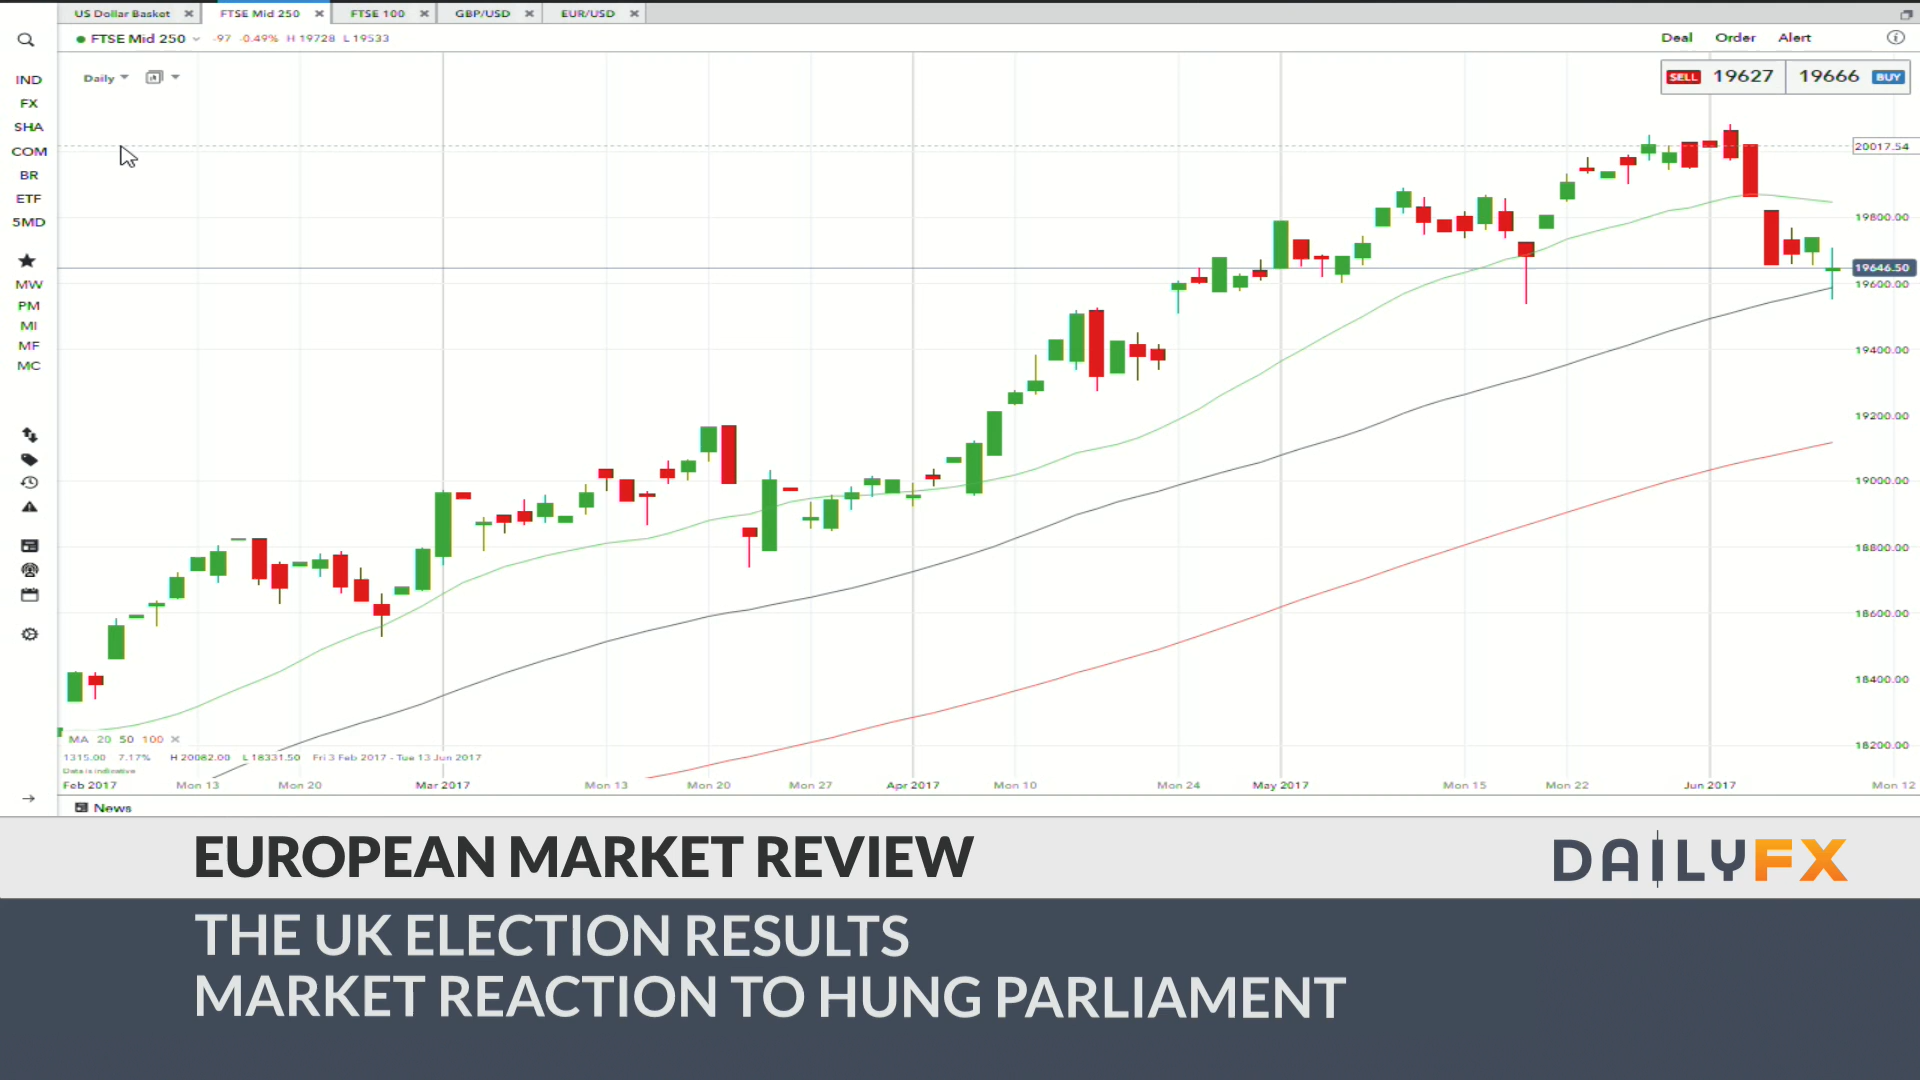 US Dollar Basket
FTSE Mid 250
FTSE 100
GBP/USD
EUR/USD
FTSE Mid 250 -97 -0.49% H 19728 L 19533
Deal Order Alert
Daily
SELL 19627 19666 BUY
IND
FX
SHA
COM
BR
ETF
5MD
MW
PM
MI
MF
MC
20017.54
19800.00
19646.50
19600.00
19400.00
19200.00
19000.00
18800.00
18600.00
18400.00
18200.00
MA 20 50 100
1315.00 7.17% H 20082.00 L 18331.50 Fri 3 Feb 2017 - Tue 13 Jun 2017
Data is indicative
Feb 2017 Mon 13 Mon 20 Mar 2017 Mon 13 Mon 20 Mon 27 Apr 2017 Mon 10 Mon 24 May 2017 Mon 15 Mon 22 Jun 2017 Mon 12
News
EUROPEAN MARKET REVIEW
DAILYFX
THE UK ELECTION RESULTS
MARKET REACTION TO HUNG PARLIAMENT